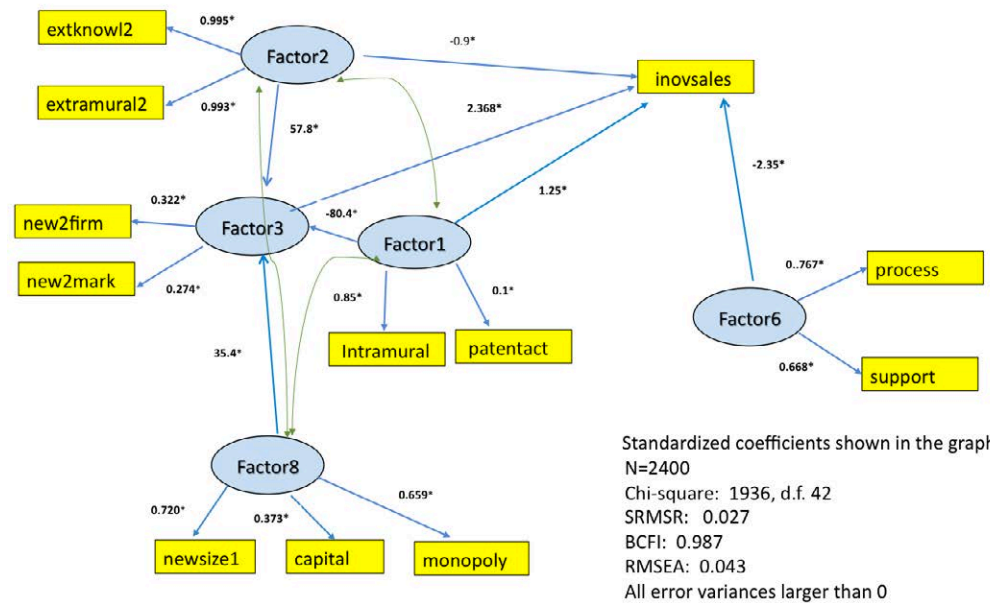 extknowl2
0.995*
Factor2
-0.9*
inovsales
extramural2
0.993*
2.368*
57.8*
-2.35*
1.25*
new2firm
0.322*
Factor3
-80.4*
Factor1
new2mark
0.274*
0.85*
0.1*
0..767*
process
Factor6
Intramural
patentact
35.4*
0.668*
support
Factor8
0.720*
0.373*
0.659*
newsize1
capital
monopoly
Standardized coefficients shown in the graph
N=2400
Chi-square: 1936, d.f. 42
SRMSR: 0.027
BCFI: 0.987
RMSEA: 0.043
All error variances larger than 0